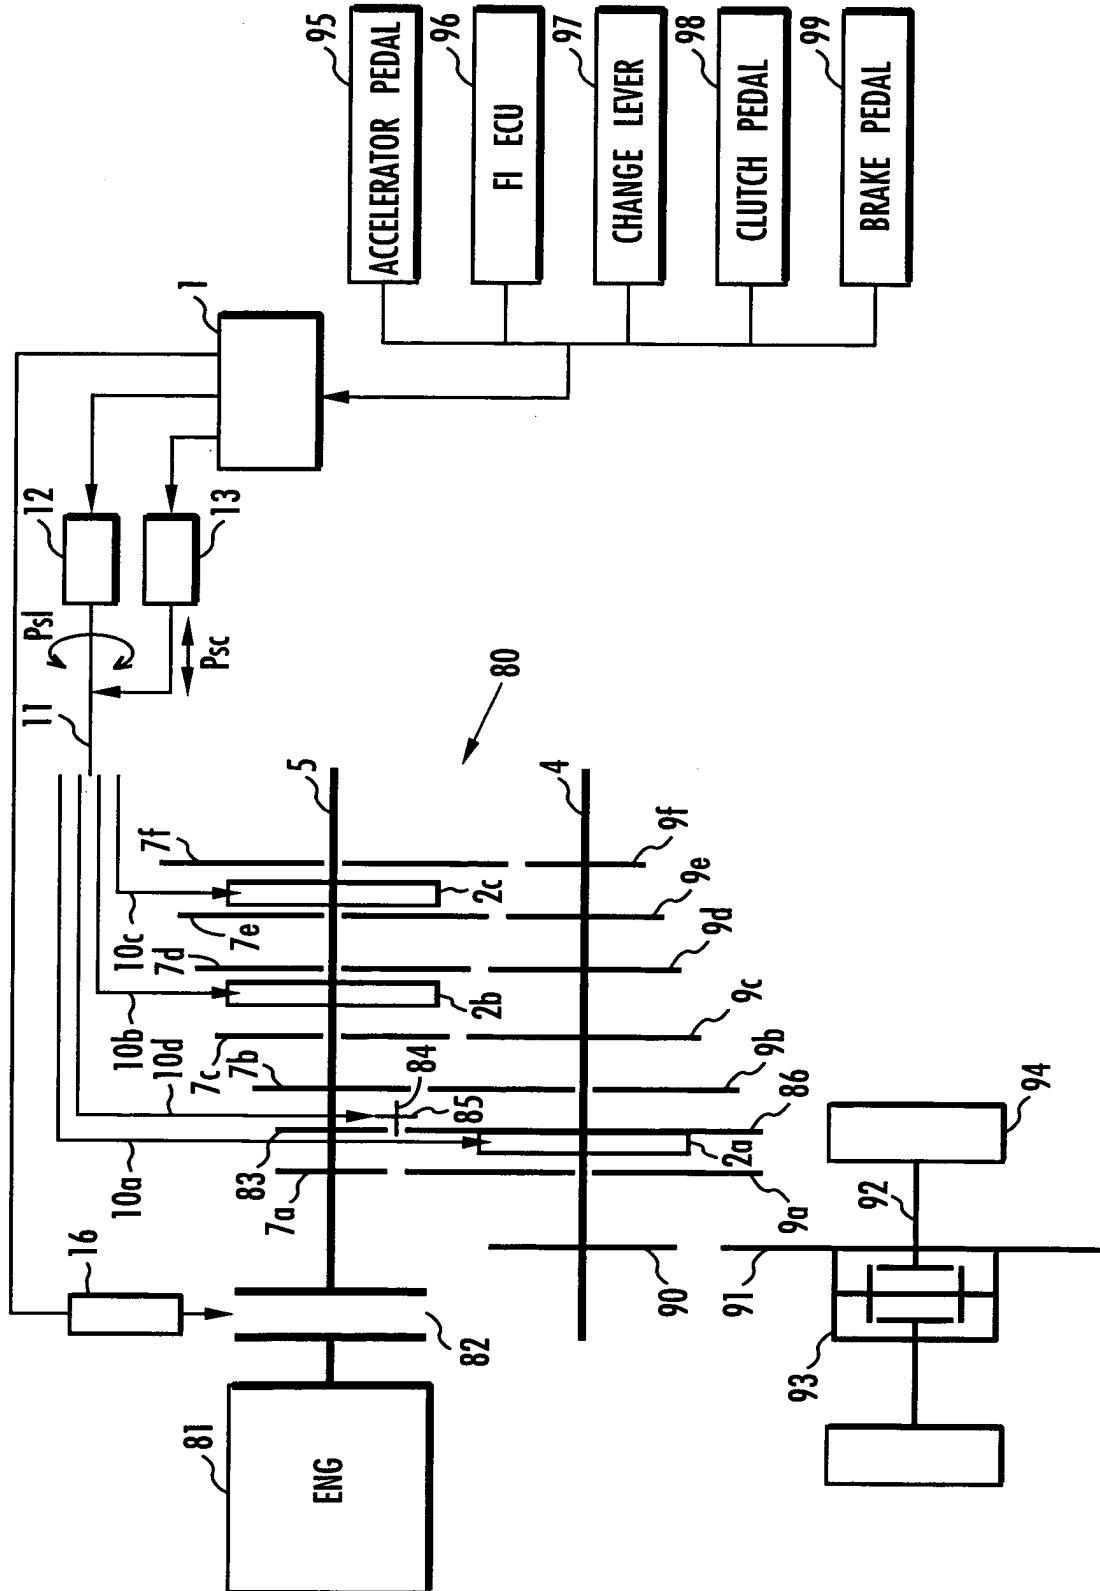 95
ACCELERATOR PEDAL
96
FI ECU
97
CHANGE LEVER
98
CLUTCH PEDAL
99
BRAKE PEDAL
1
12
13
Psl
Psc
11
80
5
4
7f
9f
2c
9e
10c
7e
7d
9d
10b
2b
9c
10d
7c
7b
84
9b
85
86
10a
83
2a
7a
9a
94
92
16
90
91
82
93
81
ENG